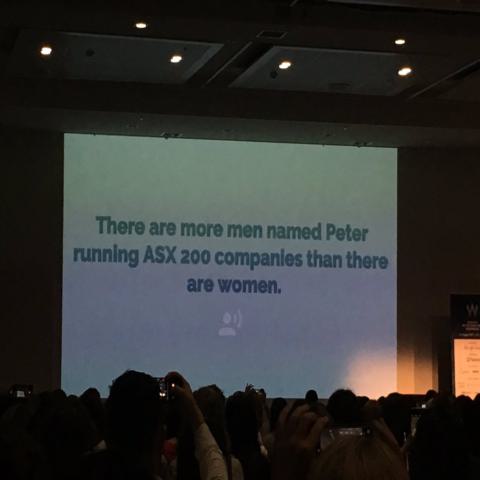 There are more men named Peter
running ASX 200 companies than there
are women.
W